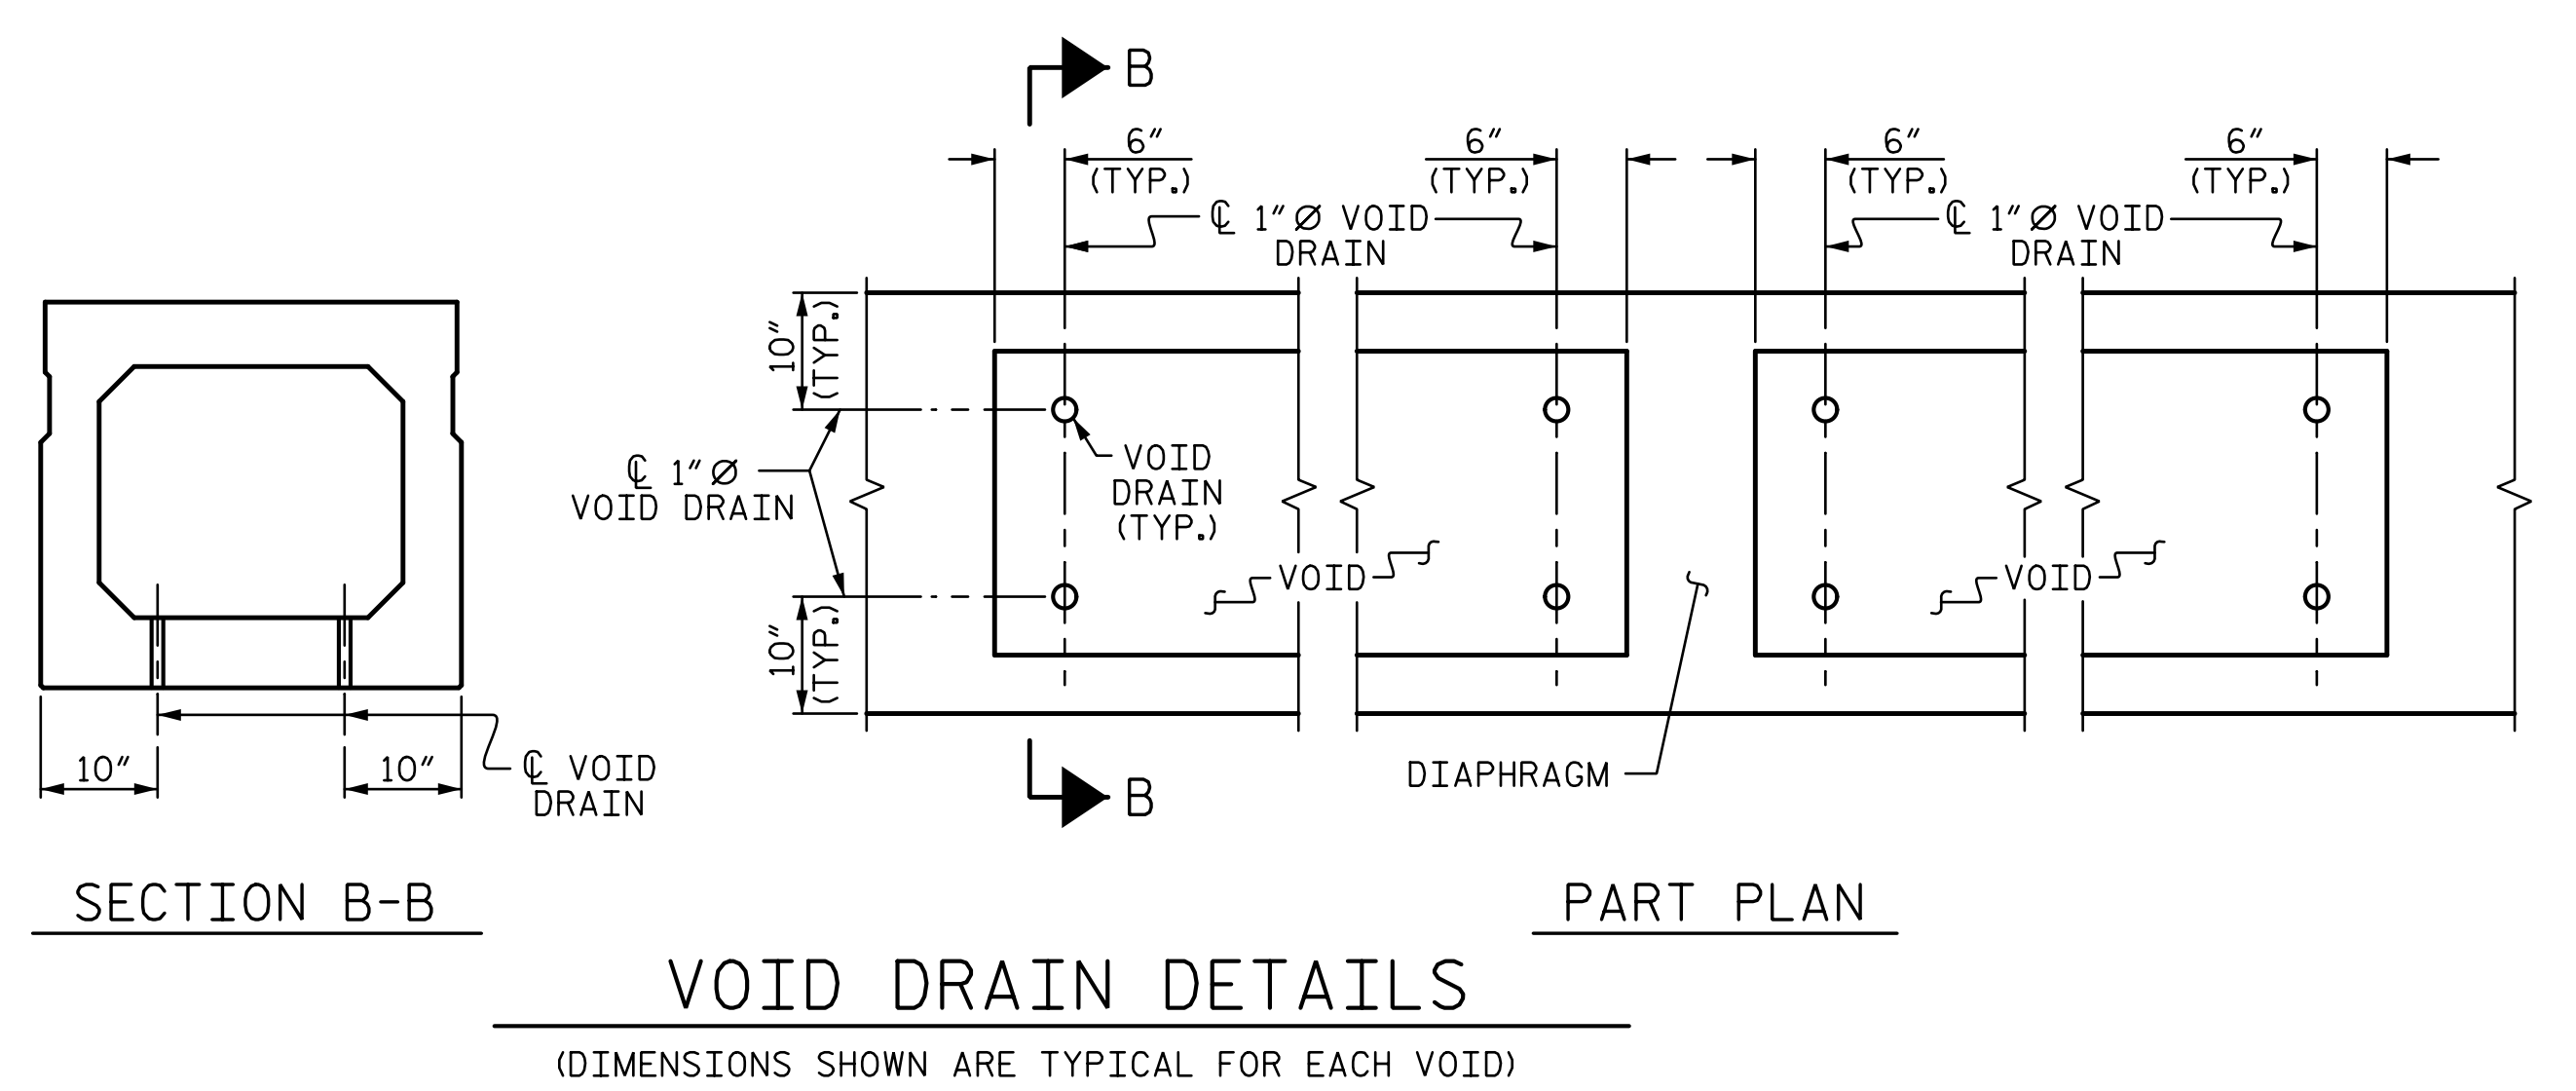 B
6" 6" 6" 6"
(TYP.) (TYP.) (TYP.) (TYP.)
℄ 1"Ø VOID
DRAIN
℄ 1"Ø VOID
DRAIN
10"
(TYP.)
℄ 1"Ø
VOID DRAIN
VOID
DRAIN
(TYP.)
VOID
VOID
10"
(TYP.)
DIAPHRAGM
B
10" 10"
℄ VOID
DRAIN
SECTION B-B
PART PLAN
VOID DRAIN DETAILS
(DIMENSIONS SHOWN ARE TYPICAL FOR EACH VOID)